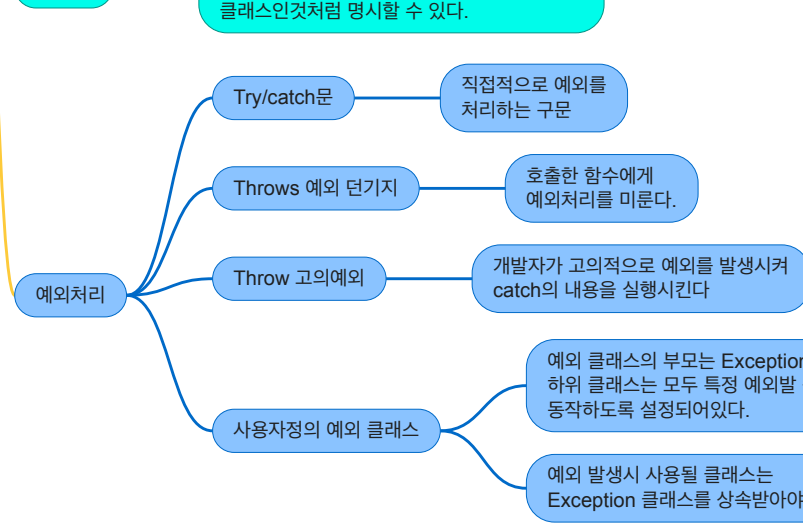 클래스인것처럼 명시할 수 있다.
Try/catch문
직접적으로 예외를
처리하는 구문
Throws 예외 던기지
호출한 함수에게
예외처리를 미룬다.
Throw 고의예외
개발자가 고의적으로 예외를 발생시켜
catch의 내용을 실행시킨다
예외처리
사용자정의 예외 클래스
예외 클래스의 부모는 Exception
하위 클래스는 모두 특정 예외발
동작하도록 설정되어있다.
예외 발생시 사용될 클래스는
Exception 클래스를 상속받아야